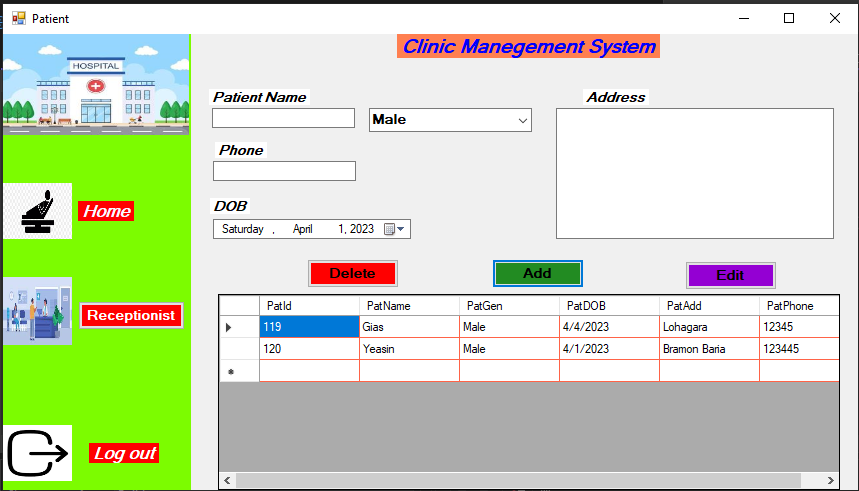 Patient
Clinic Manegement System
HOSPITAL
Patient Name
Address
Male
Phone
Home
DOB
Saturday , April 1, 2023
Delete Add Edit
Receptionist
PatId PatName PatGen PatDOB PatAdd PatPhone
119 Gias Male 4/4/2023 Lohagara 12345
120 Yeasin Male 4/1/2023 Bramon Baria 123445
Log out